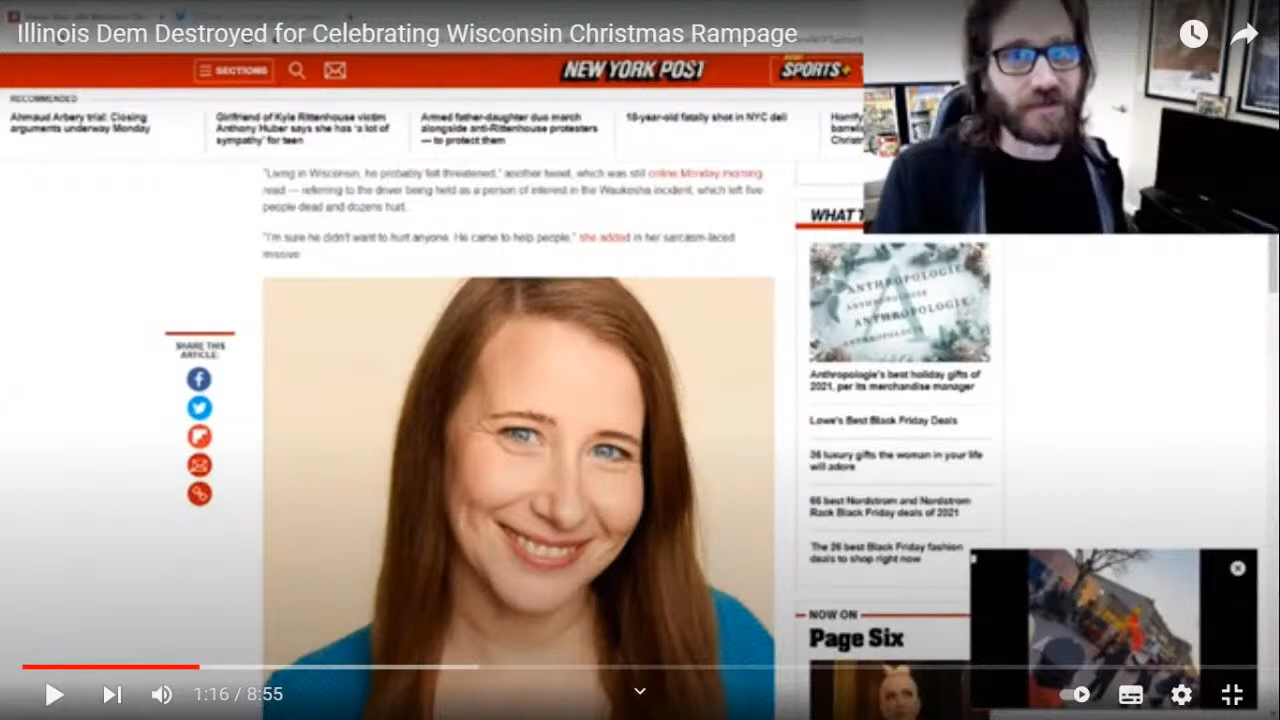 Illinois Dem Destroyed for Celebrating Wisconsin Christmas Rampage
SECTIONS
NEW YORK POST
SPORTS+
RECOMMENDED
Ahmaud Arbery trial: Closing
arguments underway Monday
Girlfriend of Kyle Rittenhouse victim
Anthony Huber says she has 'a lot of
sympathy' for teen
Armed father-daughter duo march
alongside anti-Rittenhouse protesters
— to protect them
18-year-old fatally shot in NYC deli
Horrify
barreli
Christm
"Living in Wisconsin, he probably felt threatened," another tweet, which was still online Monday morning,
read — referring to the driver being held as a person of interest in the Waukesha incident, which left five
people dead and dozens hurt.
"I'm sure he didn't want to hurt anyone. He came to help people," she added in her sarcasm-laced
missive
SHARE THIS
ARTICLE:
WHAT T
ANTHROPOLOGIE
ANTHROPOLOGIE
ANTHROPOLOGIE
ANTHROPOLOGIE
Anthropologie's best holiday gifts of
2021, per its merchandise manager
Lowe's Best Black Friday Deals
36 luxury gifts the woman in your life
will adore
66 best Nordstrom and Nordstrom
Rack Black Friday deals of 2021
The 26 best Black Friday fashion
deals to shop right now
NOW ON
Page Six
1:16 / 8:55